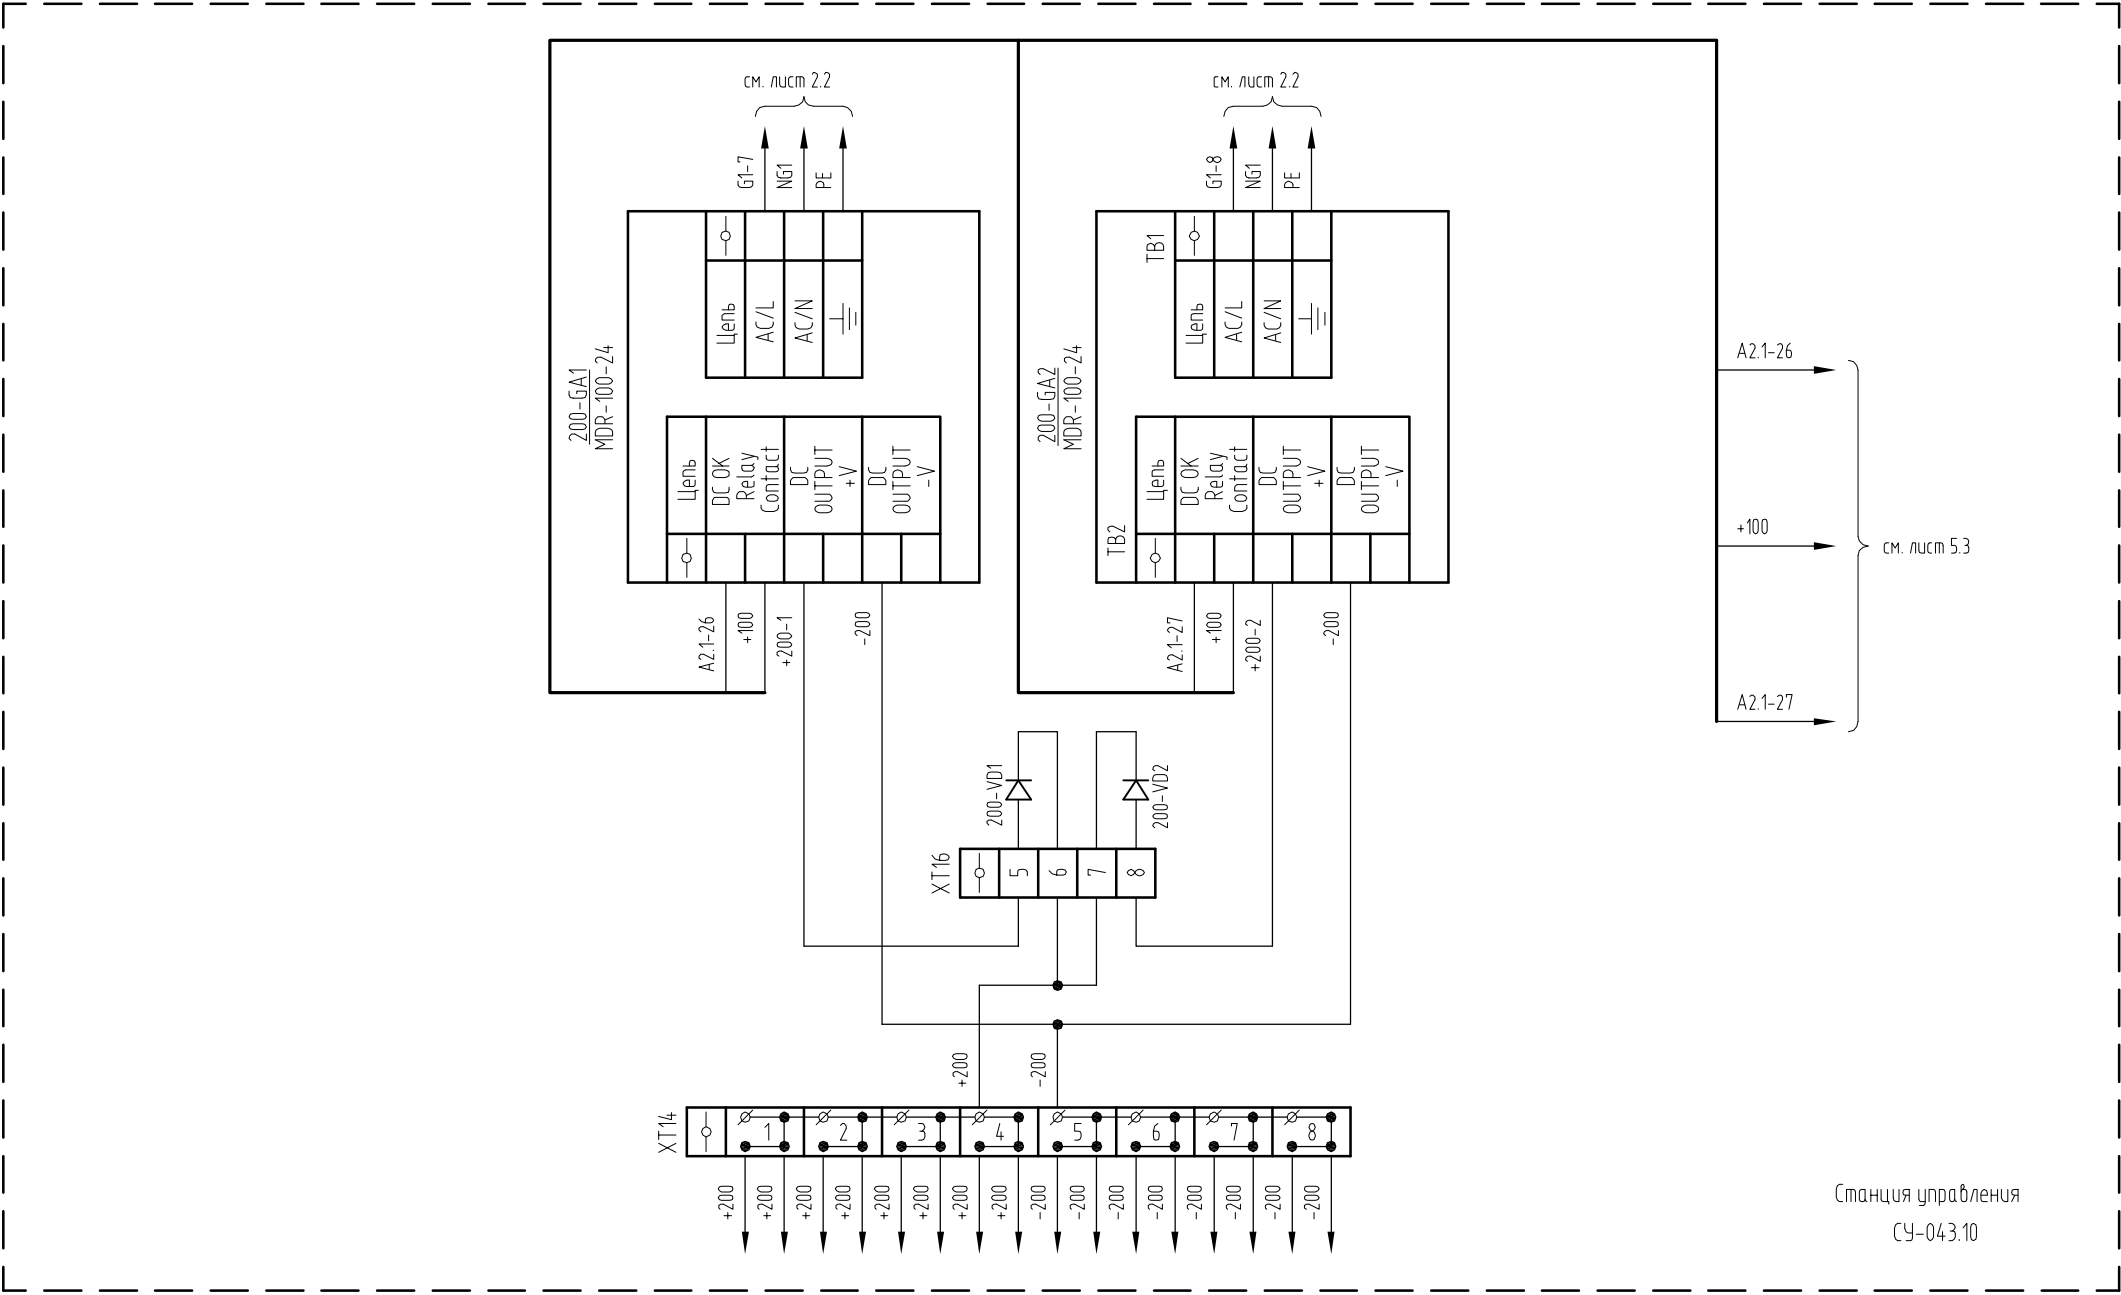 см. лист 2.2
см. лист 2.2
G1-7
NG1
PE
G1-8
NG1
PE
TB1
Цепь
AC/L
AC/N
Цепь
AC/L
AC/N
200-GA1
MDR-100-24
200-GA2
MDR-100-24
A2.1-26
+100
A2.1-27
см. лист 5.3
Цепь
DC OK
Relay
Contact
DC
OUTPUT
+V
DC
OUTPUT
-V
TB2
Цепь
DC OK
Relay
Contact
DC
OUTPUT
+V
DC
OUTPUT
-V
A2.1-26
+100
+200-1
-200
A2.1-27
+100
+200-2
-200
200-VD1
200-VD2
XT16
5
6
7
8
+200
-200
XT14
1
2
3
4
5
6
7
8
+200
+200
+200
+200
+200
+200
+200
+200
-200
-200
-200
-200
-200
-200
-200
-200
Станция управления
СУ-043.10